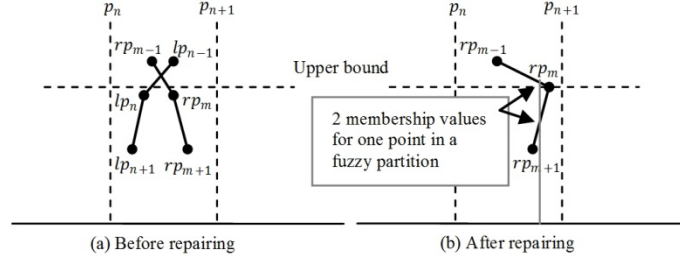 p_n p_{n+1} p_n p_{n+1}
rp_{m−1} lp_{n−1} rp_{m−1}
Upper bound rp_m
lp_n rp_m
2 membership values
for one point in a
fuzzy partition
lp_{n+1} rp_{m+1} rp_{m+1}
(a) Before repairing (b) After repairing